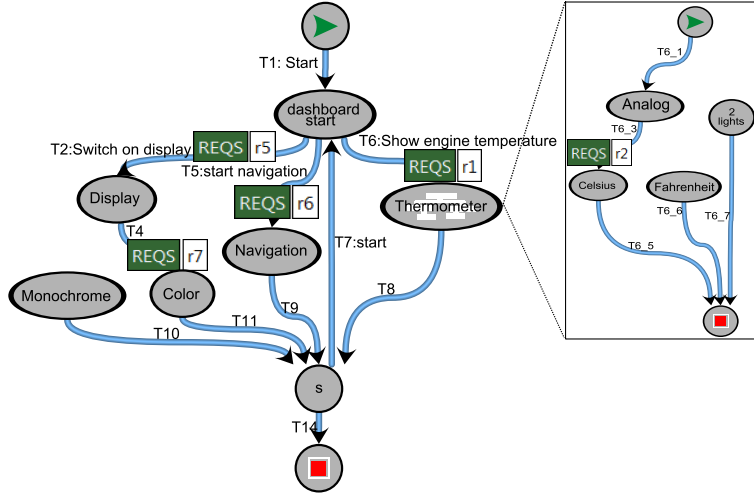 T1: Start
dashboard
start
T2:Switch on display
REQS r5
T5:start navigation
T6:Show engine temperature
REQS r1
Display
REQS r6
Thermometer
T4
REQS r7
Navigation
T7:start
Monochrome
Color
T10
T11
T9
T8
s
T14
T6_1
Analog
2
lights
T6_3
REQS r2
Celsius
Fahrenheit
T6_6
T6_7
T6_5